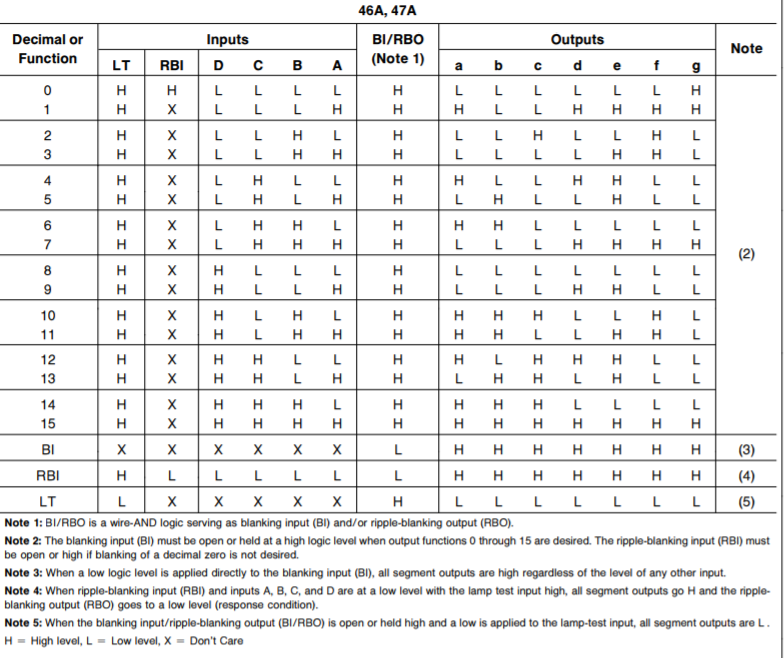 46A, 47A
Decimal or Function Inputs BI/RBO (Note 1) Outputs Note
LT RBI D C B A a b c d e f g
0 H H L L L L H L L L L L L H
1 H X L L L H H H L L H H H H
2 H X L L H L H L L H L L H L
3 H X L L H H H L L L L H H L
4 H X L H L L H H L L H H L L
5 H X L H L H H L H L L H L L
6 H X L H H L H H H L L L L L
7 H X L H H H H L L L H H H H
(2)
8 H X H L L L H L L L L L L L
9 H X H L L H H L L L H H L L
10 H X H L H L H H H H L L H L
11 H X H L H H H H H L L H H L
12 H X H H L L H H L H H H L L
13 H X H H L H H L H H L H L L
14 H X H H H L H H H H L L L L
15 H X H H H H H H H H H H H H
BI X X X X X X L H H H H H H H (3)
RBI H L L L L L L H H H H H H H (4)
LT L X X X X X H L L L L L L L (5)
Note 1: BI/RBO is a wire-AND logic serving as blanking input (BI) and/or ripple-blanking output (RBO).
Note 2: The blanking input (BI) must be open or held at a high logic level when output functions 0 through 15 are desired. The ripple-blanking input (RBI) must
be open or high if blanking of a decimal zero is not desired.
Note 3: When a low logic level is applied directly to the blanking input (BI), all segment outputs are high regardless of the level of any other input.
Note 4: When ripple-blanking input (RBI) and inputs A, B, C, and D are at a low level with the lamp test input high, all segment outputs go H and the ripple-
blanking output (RBO) goes to a low level (response condition).
Note 5: When the blanking input/ripple-blanking output (BI/RBO) is open or held high and a low is applied to the lamp-test input, all segment outputs are L .
H = High level, L = Low level, X = Don't Care